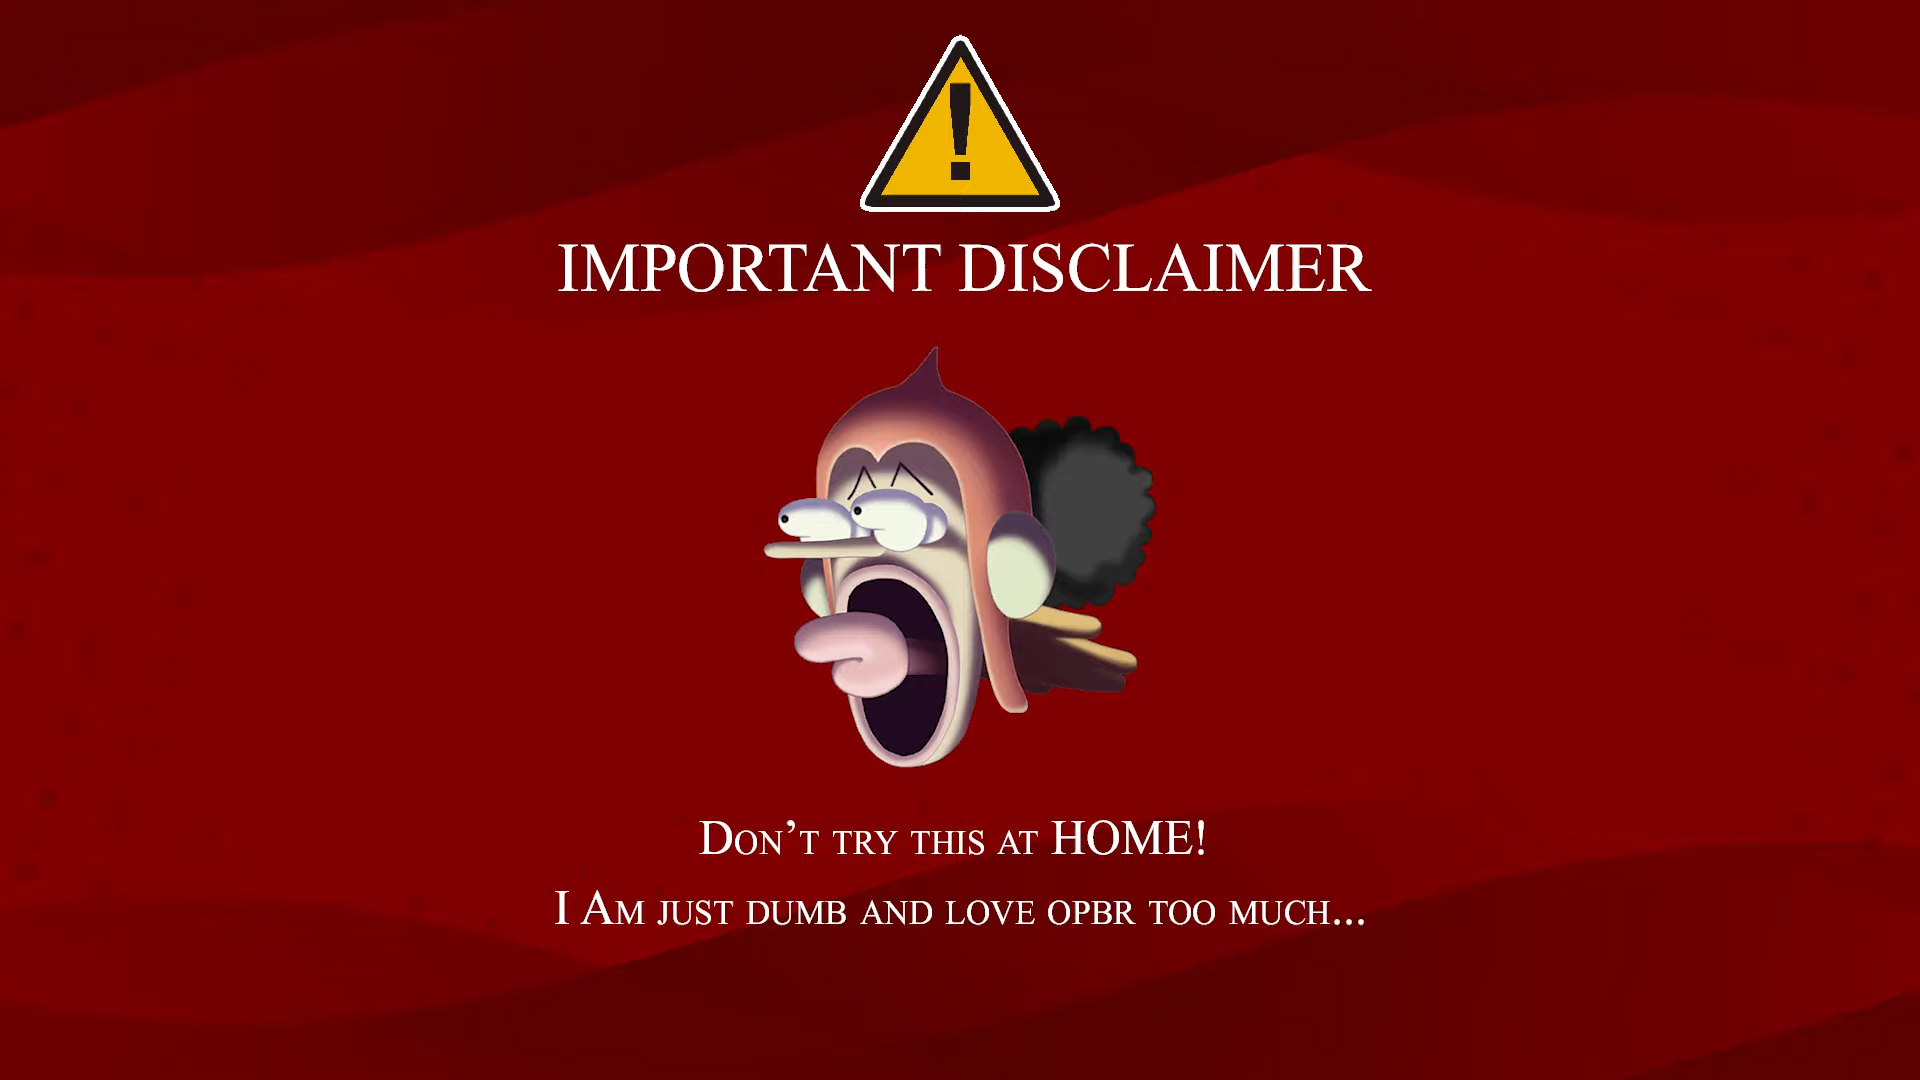 IMPORTANT DISCLAIMER
Don’t try this at HOME!
I Am just dumb and love opbr too much...